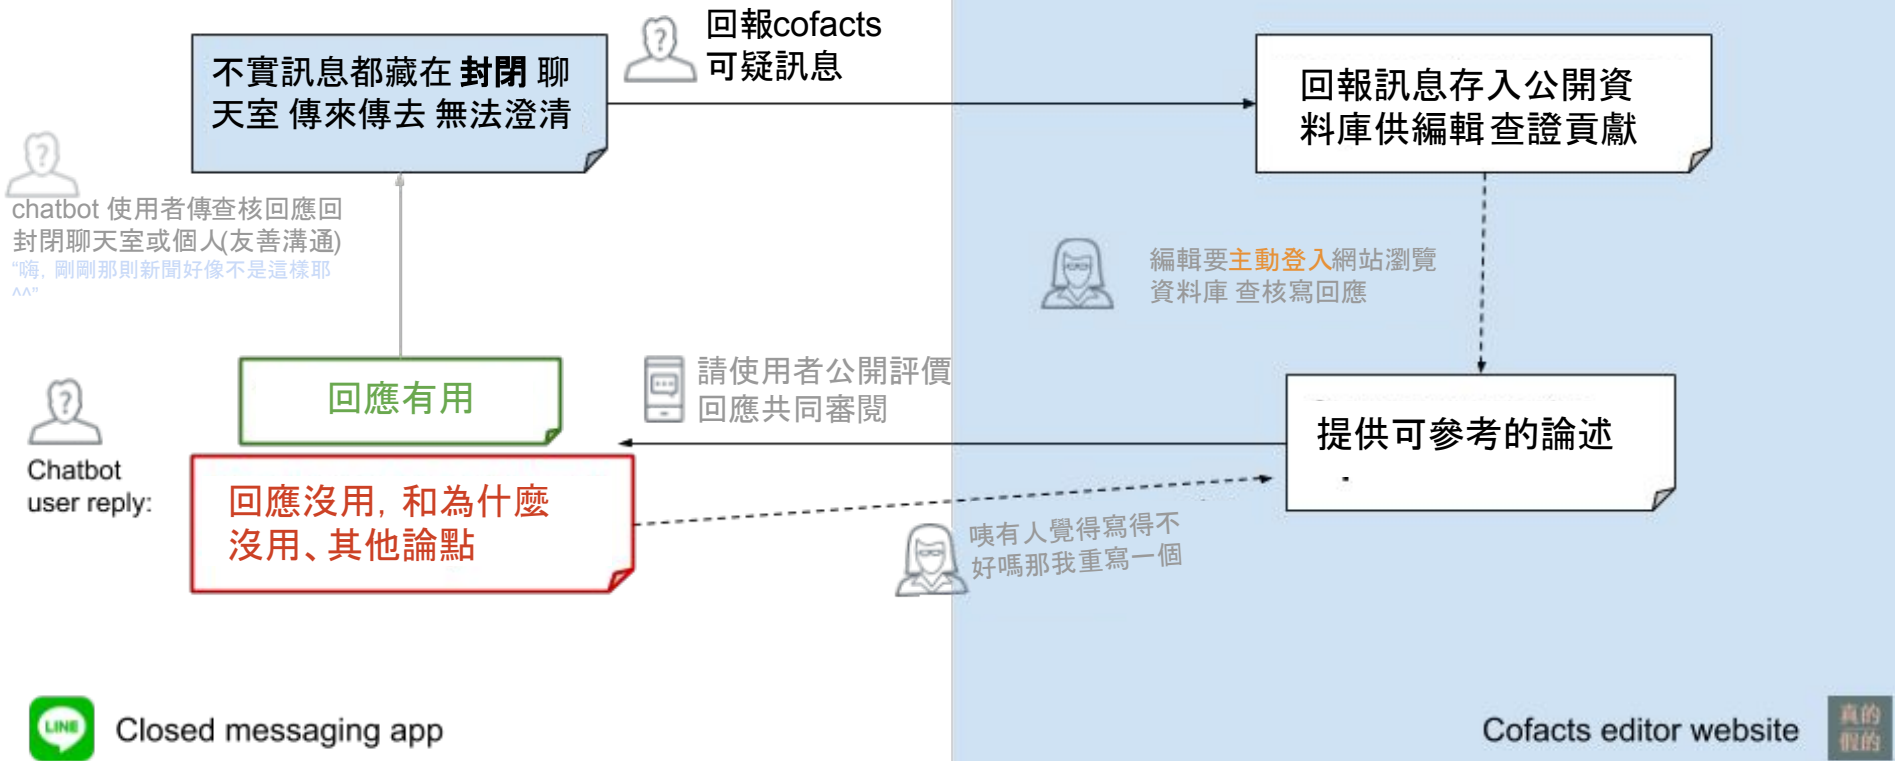 回報cofacts
可疑訊息
不實訊息都藏在 封閉 聊
天室 傳來傳去 無法澄清
回報訊息存入公開資
料庫供編輯 查證貢獻
chatbot 使用者傳查核回應回
封閉聊天室或個人(友善溝通)
“嗨, 剛剛那則新聞好像不是這樣耶
^^”
編輯要主動登入網站瀏覽
資料庫 查核寫回應
回應有用
請使用者公開評價
回應共同審閱
提供可參考的論述
Chatbot
user reply:
回應沒用, 和為什麼
沒用、其他論點
咦有人覺得寫得不
好嗎那我重寫一個
LINE
Closed messaging app
Cofacts editor website
真的
假的